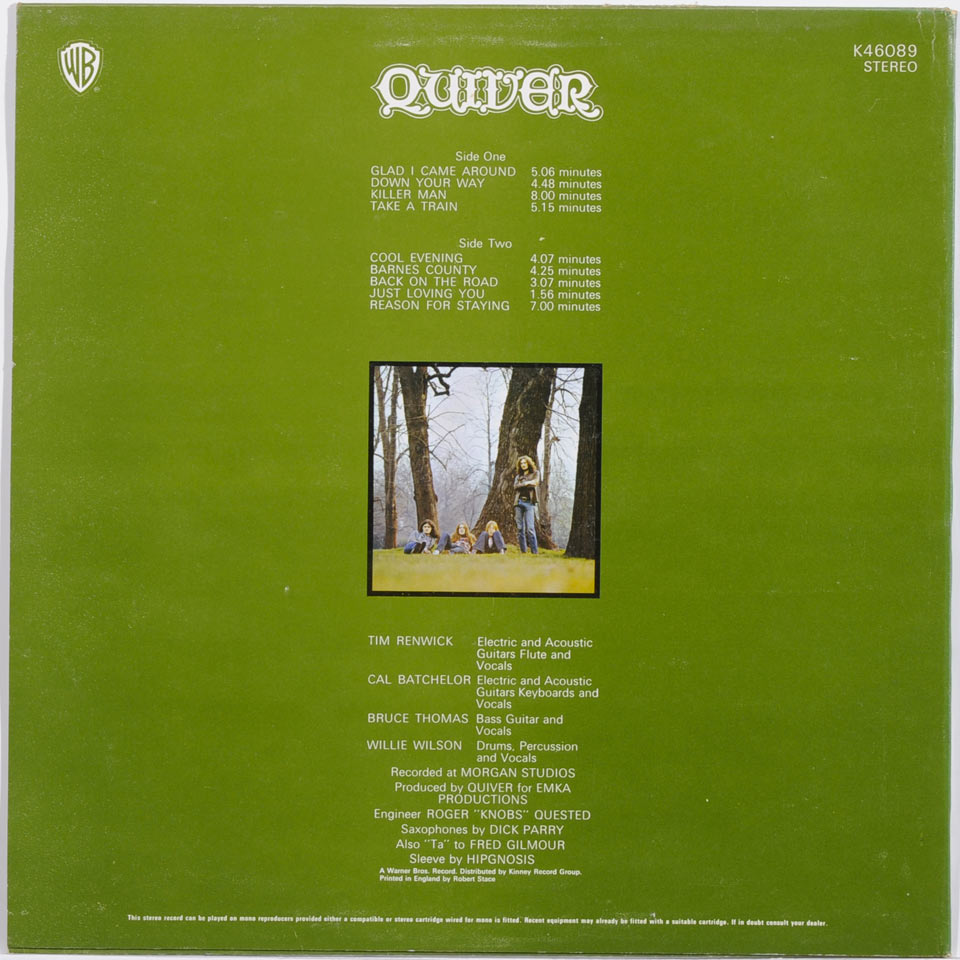 WB
K46089
STEREO
QUIVER
Side One
GLAD I CAME AROUND 5.06 minutes
DOWN YOUR WAY 4.48 minutes
KILLER MAN 8.00 minutes
TAKE A TRAIN 5.15 minutes
Side Two
COOL EVENING 4.07 minutes
BARNES COUNTY 4.25 minutes
BACK ON THE ROAD 3.07 minutes
JUST LOVING YOU 1.56 minutes
REASON FOR STAYING 7.00 minutes
TIM RENWICK Electric and Acoustic
Guitars Flute and
Vocals
CAL BATCHELOR Electric and Acoustic
Guitars Keyboards and
Vocals
BRUCE THOMAS Bass Guitar and
Vocals
WILLIE WILSON Drums, Percussion
and Vocals
Recorded at MORGAN STUDIOS
Produced by QUIVER for EMKA
PRODUCTIONS
Engineer ROGER "KNOBS" QUESTED
Saxophones by DICK PARRY
Also "Ta" to FRED GILMOUR
Sleeve by HIPGNOSIS
A Warner Bros. Record. Distributed by Kinney Record Group.
Printed in England by Robert Stace
This stereo record can be played on mono reproducers provided either a compatible or stereo cartridge wired for mono is fitted. Recent equipment may already be fitted with a suitable cartridge. If in doubt consult your dealer.